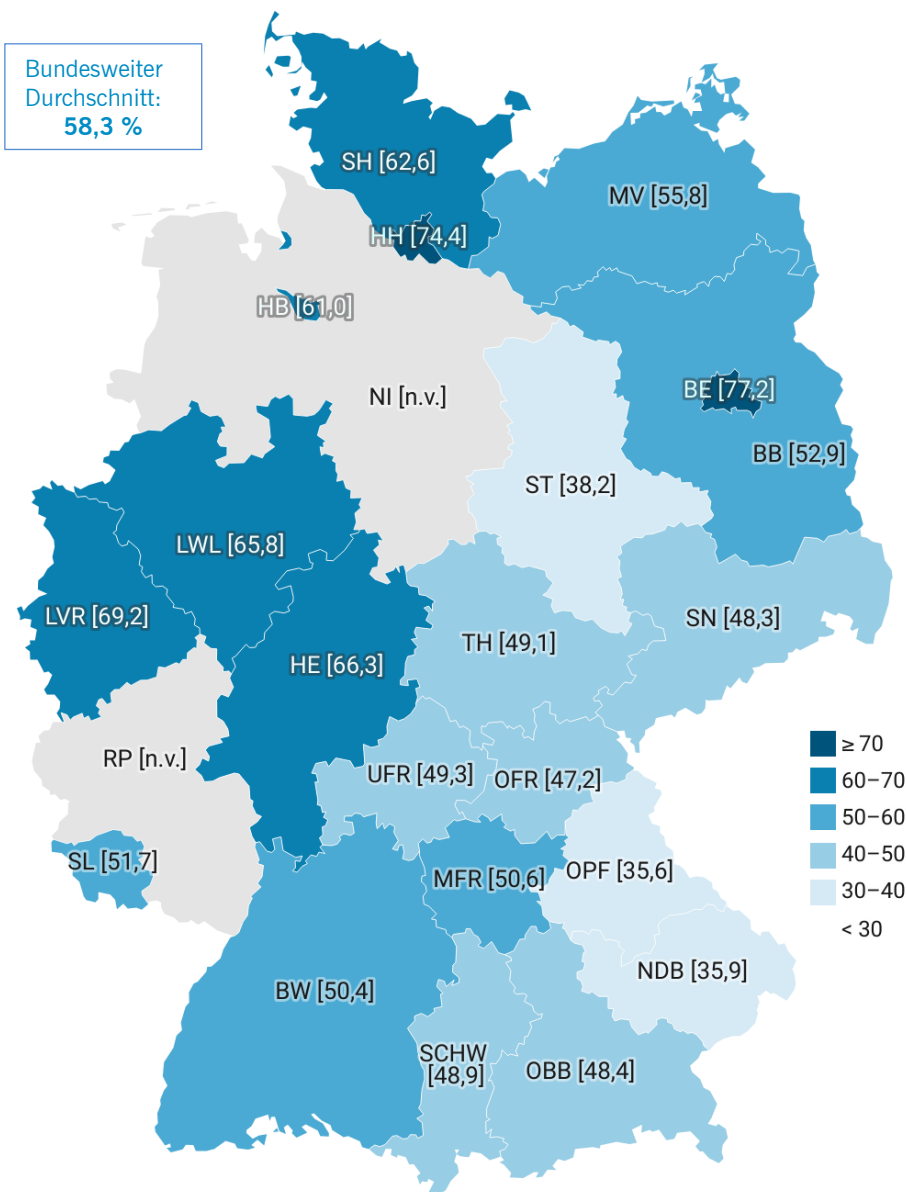 Bundesweiter
Durchschnitt:
58,3 %
SH [62,6]
MV [55,8]
HH [74,4]
HB [61,0]
BE [77,2]
NI [n.v.]
BB [52,9]
ST [38,2]
LWL [65,8]
LVR [69,2]
SN [48,3]
TH [49,1]
HE [66,3]
RP [n.v.]
UFR [49,3]
OFR [47,2]
≥ 70
60–70
50–60
40–50
30–40
< 30
SL [51,7]
MFR [50,6]
OPF [35,6]
NDB [35,9]
BW [50,4]
SCHW
[48,9]
OBB [48,4]